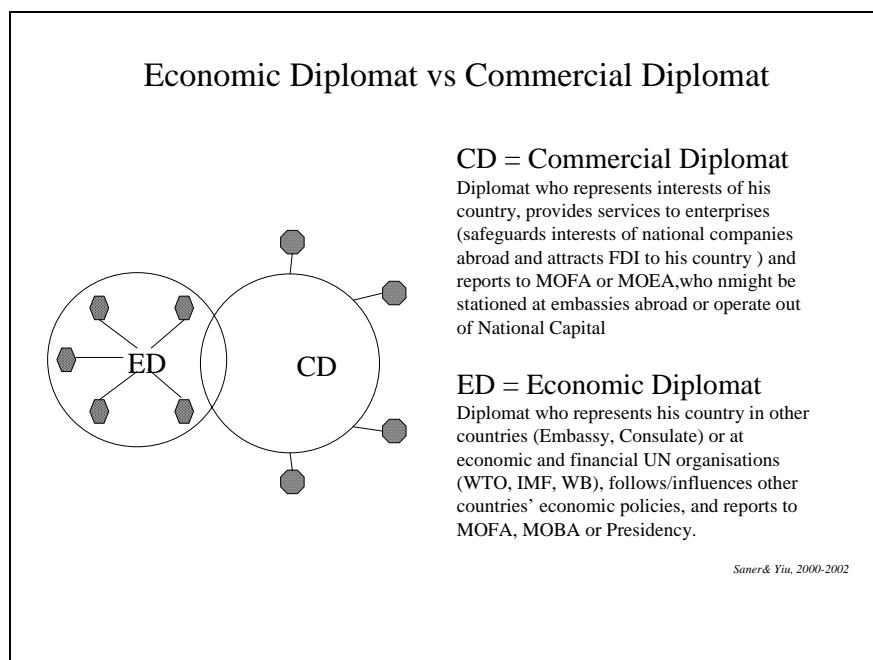 Economic Diplomat vs Commercial Diplomat
CD = Commercial Diplomat
Diplomat who represents interests of his
country, provides services to enterprises
(safeguards interests of national companies
abroad and attracts FDI to his country ) and
reports to MOFA or MOEA,who nmight be
stationed at embassies abroad or operate out
of National Capital
ED
CD
ED = Economic Diplomat
Diplomat who represents his country in other
countries (Embassy, Consulate) or at
economic and financial UN organisations
(WTO, IMF, WB), follows/influences other
countries’ economic policies, and reports to
MOFA, MOBA or Presidency.
Saner& Yiu, 2000-2002